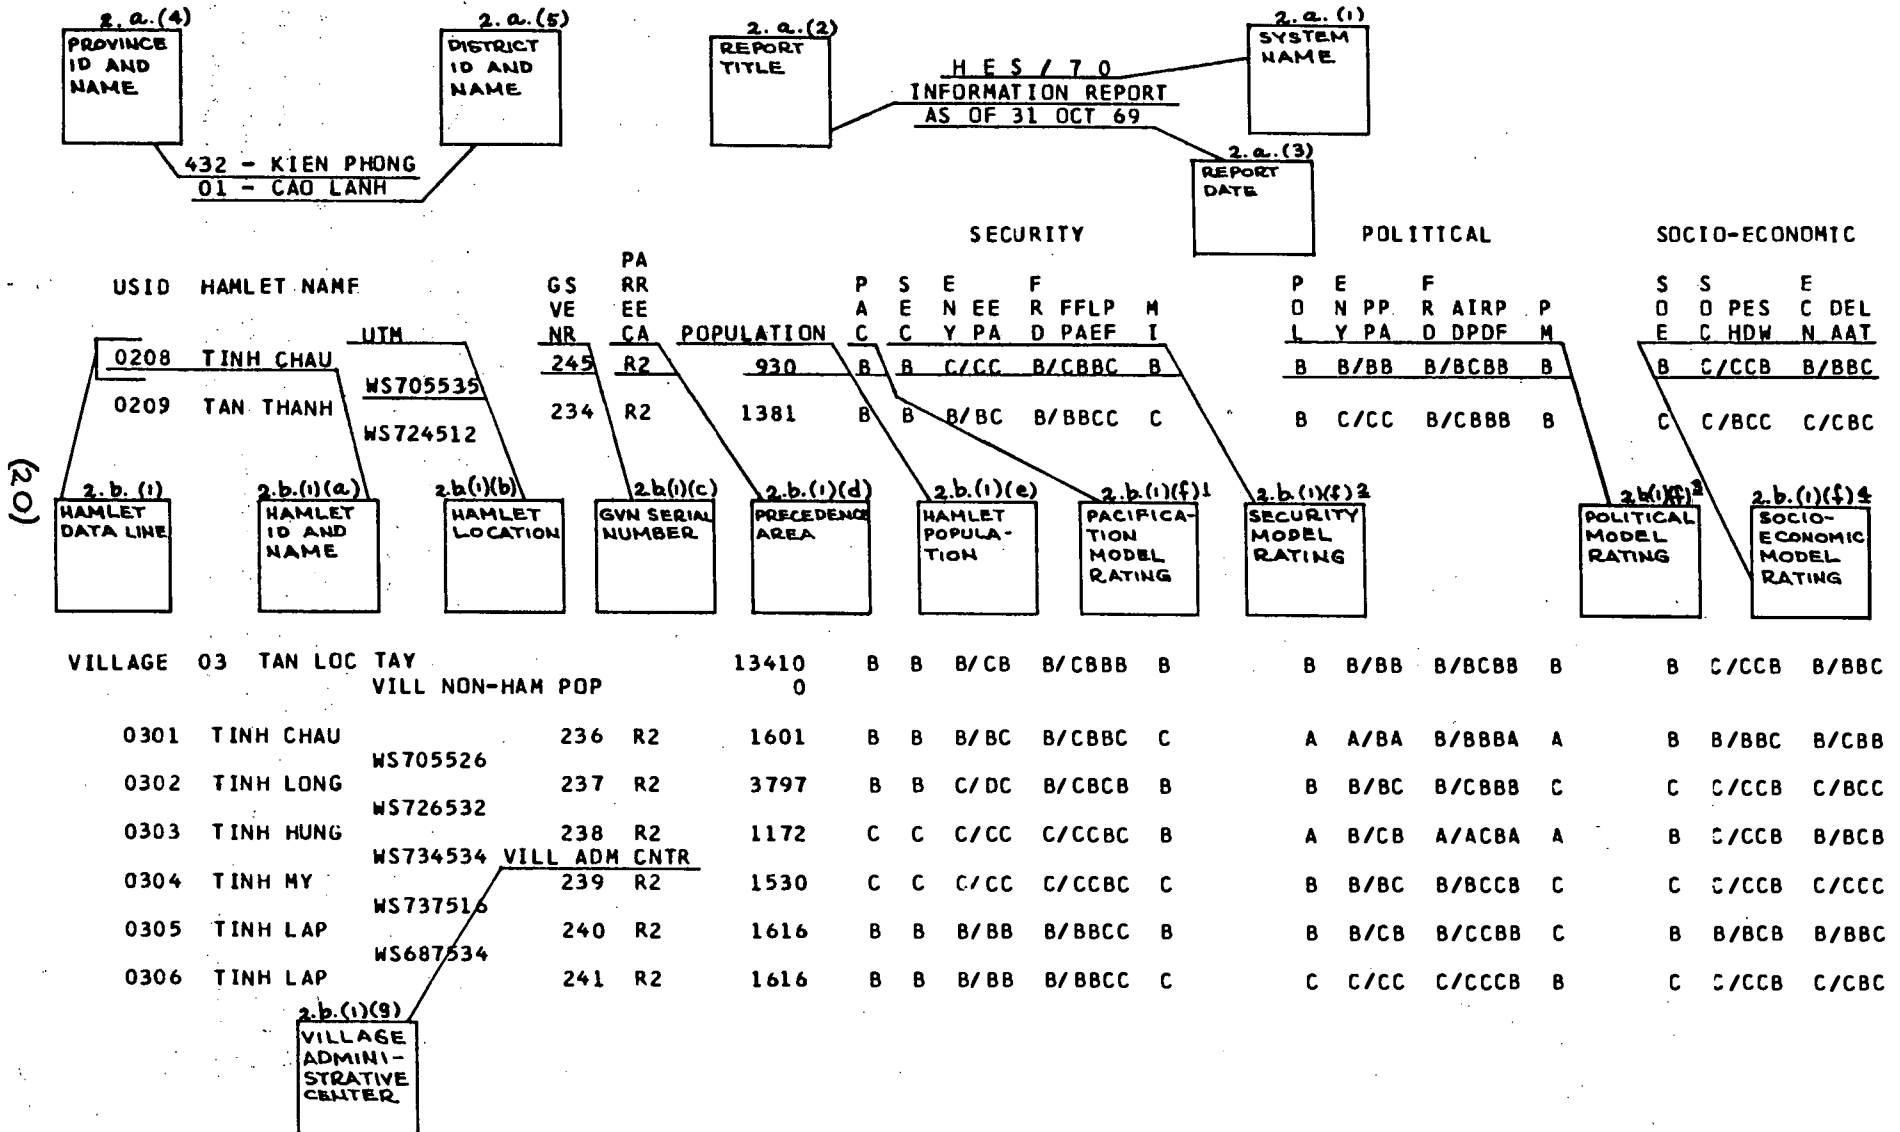 2.a.(4)
PROVINCE
ID AND
NAME
2.a.(5)
DISTRICT
ID AND
NAME
2.a.(2)
REPORT
TITLE
2.a.(1)
SYSTEM
NAME
H E S / 7 0
INFORMATION REPORT
AS OF 31 OCT 69
2.a.(3)
REPORT
DATE
432 - KIEN PHONG
01 - CAO LANH
SECURITY POLITICAL SOCIO-ECONOMIC
PA
USID HAMLET NAME GS RR P S E F P E F S S E
VE EE A E N EE R FFLP M O N PP R AIRP P O O PES C DEL
UTM NR CA POPULATION C C Y PA D PAEF I L Y PA D DPDF M E C HDW N AAT
0208 TINH CHAU 245 R2 930 B B C/CC B/CBBC B B B/BB B/BCBB B B C/CCB B/BBC
WS705535
0209 TAN THANH 234 R2 1381 B B B/BC B/BBCC C B C/CC B/CBBB B C C/BCC C/CBC
WS724512
2.b.(1)
HAMLET
DATA LINE
2.b.(1)(a)
HAMLET
ID AND
NAME
2b(1)(b)
HAMLET
LOCATION
2b(1)(c)
GVN SERIAL
NUMBER
2.b.(1)(d)
PRECEDENCE
AREA
2.b.(1)(e)
HAMLET
POPULA-
TION
2.b.(1)(f)1
PACIFICA-
TION
MODEL
RATING
2.b.(1)(f)2
SECURITY
MODEL
RATING
2b(1)(f)3
POLITICAL
MODEL
RATING
2.b.(1)(f)4
SOCIO-
ECONOMIC
MODEL
RATING
VILLAGE 03 TAN LOC TAY 13410 B B B/CB B/CBBB B B B/BB B/BCBB B B C/CCB B/BBC
VILL NON-HAM POP 0
0301 TINH CHAU 236 R2 1601 B B B/BC B/CBBC C A A/BA B/BBBA A B B/BBC B/CBB
WS705526
0302 TINH LONG 237 R2 3797 B B C/DC B/CBCB B B B/BC B/CBBB C C C/CCB C/BCC
WS726532
0303 TINH HUNG 238 R2 1172 C C C/CC C/CCBC B A B/CB A/ACBA A B C/CCB B/BCB
WS734534 VILL ADM CNTR
0304 TINH MY 239 R2 1530 C C C/CC C/CCBC C B B/BC B/BCCB C C C/CCB C/CCC
WS737516
0305 TINH LAP 240 R2 1616 B B B/BB B/BBCC B B B/CB B/CCBB C B B/BCB B/BBC
WS687534
0306 TINH LAP 241 R2 1616 B B B/BB B/BBCC C C C/CC C/CCCB B C C/CCB C/CBC
2.b.(1)(g)
VILLAGE
ADMINI-
STRATIVE
CENTER
(20)